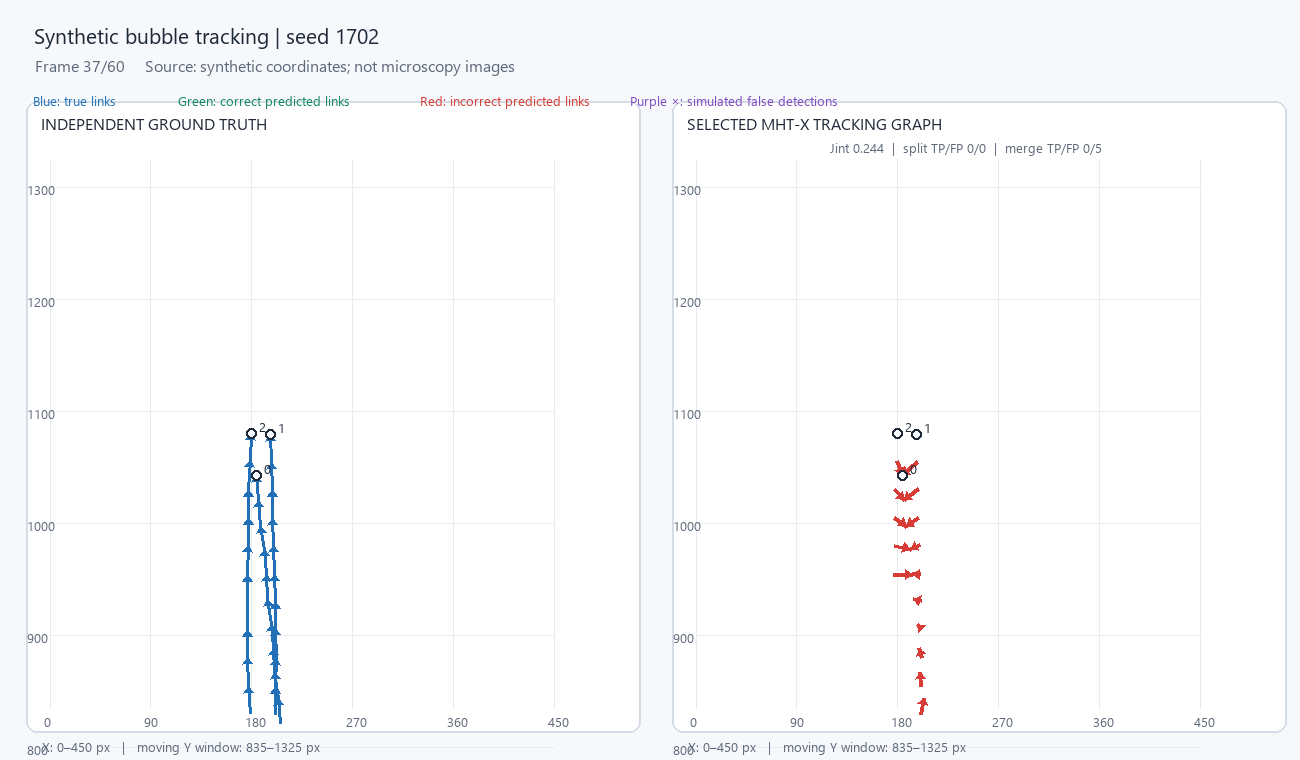 Synthetic bubble tracking | seed 1702
Frame 37/60 Source: synthetic coordinates; not microscopy images
Blue: true links Green: correct predicted links Red: incorrect predicted links Purple ×: simulated false detections
INDEPENDENT GROUND TRUTH
1300
1200
1100
1000
900
800
2
1
0
0 90 180 270 360 450
X: 0–450 px | moving Y window: 835–1325 px
SELECTED MHT-X TRACKING GRAPH
Jint 0.244 | split TP/FP 0/0 | merge TP/FP 0/5
1300
1200
1100
1000
900
800
2
1
0
0 90 180 270 360 450
X: 0–450 px | moving Y window: 835–1325 px